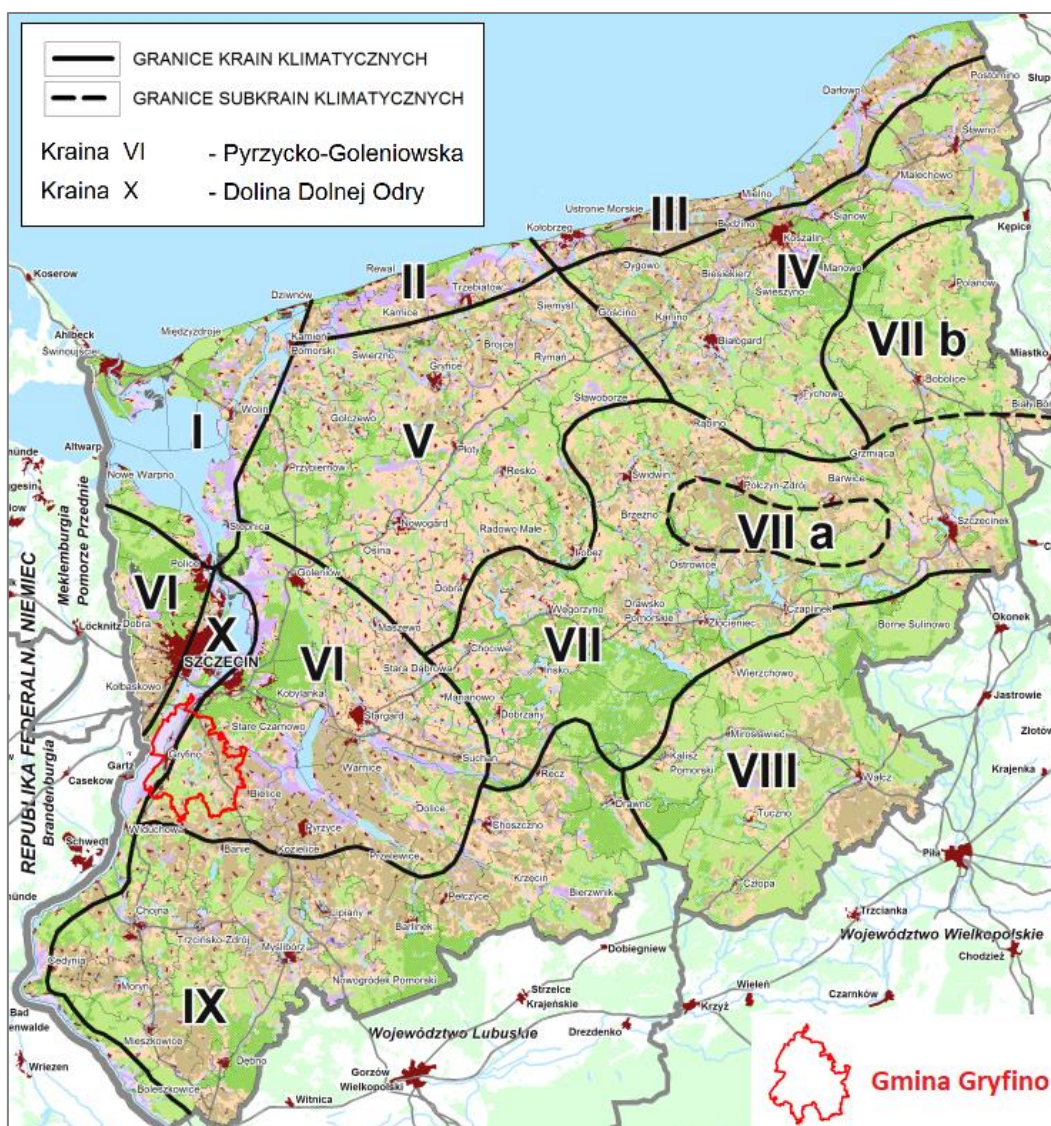 GRANICE KRAIN KLIMATYCZNYCH
GRANICE SUBKRAIN KLIMATYCZNYCH
Kraina VI - Pyrzycko-Goleniowska
Kraina X - Dolina Dolnej Odry
Postomino
Słup
Darłowo
Sławno
Malechowo
Mielno
Ustronie Morskie
III
Sianów
Będzino
Kępice
Kołobrzeg
Koszalin
Koserow
Rewal
II
Dygowo
IV
Biesiekierz
Manowo
Trzebiatów
Świeszyno
Polanów
Dziwnów
Karnice
Siemyśl
Gościno
Karlino
Międzyzdroje
Kamień
Pomorski
Brojce
Białogard
VII b
Ahlbeck
Świnoujście
Świerzno
Rymań
Miastko
Gryfice
Bobolice
Tychowo
Sławoborze
Wolin
Golczewo
Rąbino
I
V
Altwarp
Płoty
Grzmiąca
Przybiernów
Resko
Świdwin
Nowe Warpno
Połczyn-Zdrój
Barwice
Brzeżno
Stepnica
Nowogard
Radowo Małe
VII a
Szczecinek
Osina
Łobez
Ostrowice
Meklemburgia
Pomorze Przednie
Police
Goleniów
Dobra
VI
Węgorzyno
Drawsko
Pomorskie
Czaplinek
Okonek
Löcknitz
Dobra
X
Maszewo
Złocieniec
Borne Sulinowo
SZCZECIN
VI
Chociwel
VII
Ińsko
Stara Dąbrowa
Kołbaskowo
Kobylanka
Marianowo
Wierzchowo
Jastrowie
Stargard
Dobrzany
Stare Czarnowo
Mirosławiec
Złotów
REPUBLIKA FEDERALNA NIEMIEC
Gryfino
Suchań
Kalisz
Pomorski
Gartz
Warnice
Recz
VIII
Wałcz
Krajenka
Casekow
Brandenburgia
Bielice
Dolice
Drawno
Tuczno
Widuchowa
Pyrzyce
Choszczno
Schwedt
Banie
Kozielice
Przelewice
Piła
Krzęcin
Człopa
Pełczyce
Bierzwnik
Chojna
Lipiany
Trzcianka
Trzcińsko-Zdrój
Barlinek
Województwo Wielkopolskie
Myślibórz
Dobiegniew
Chodzież
Cedynia
Nowogródek Pomorski
Moryń
Strzelce
Krajeńskie
Wieleń
Czarnków
IX
Krzyż
Bad
enwalde
Mieszkowice
Województwo Lubuskie
Drezdenko
Wriezen
Dębno
Gorzów
Wielkopolski
Boleszkowice
Witnica
Gmina Gryfino